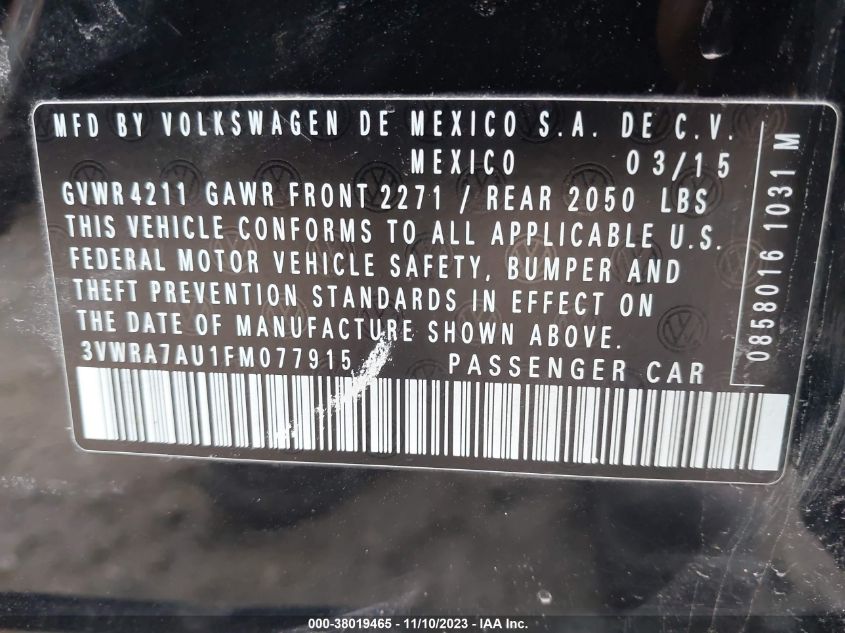 MFD BY VOLKSWAGEN DE MEXICO S.A. DE C.V.
MEXICO 03/15
GVWR 4211 GAWR FRONT 2271 / REAR 2050 LBS
THIS VEHICLE CONFORMS TO ALL APPLICABLE U.S.
FEDERAL MOTOR VEHICLE SAFETY, BUMPER AND
THEFT PREVENTION STANDARDS IN EFFECT ON
THE DATE OF MANUFACTURE SHOWN ABOVE.
3VWRA7AU1FM077915 PASSENGER CAR
0858016 1031 M
000-38019465 - 11/10/2023 - IAA Inc.